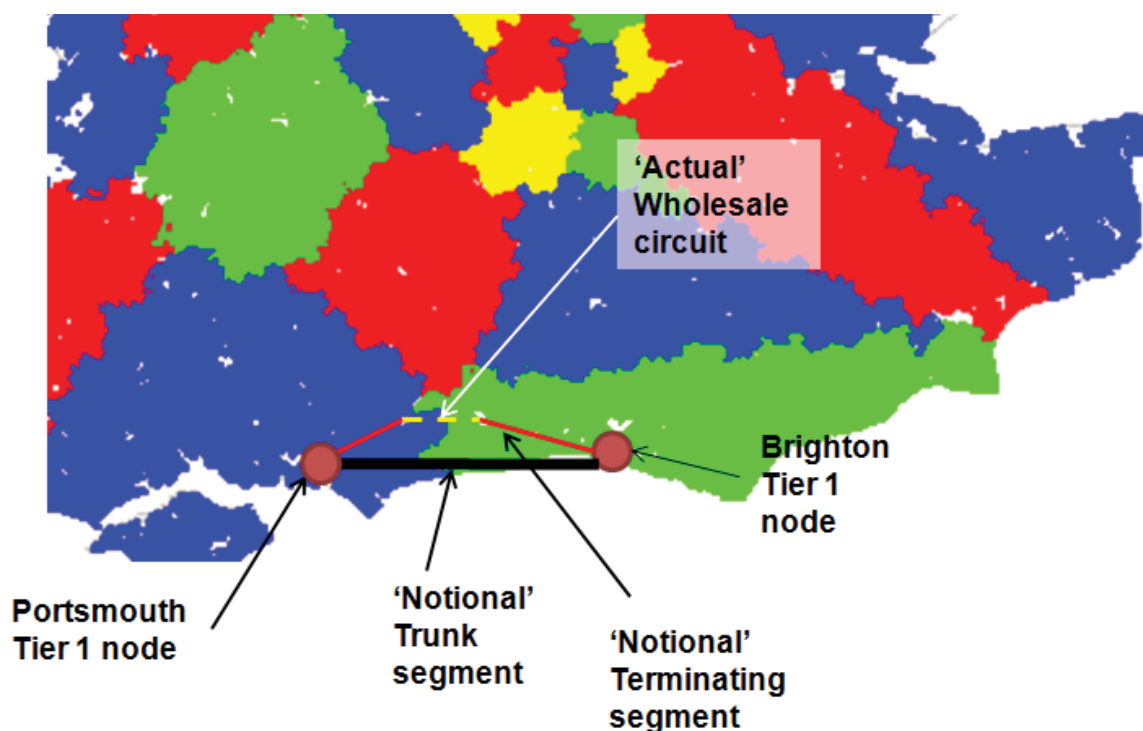 ‘Actual’
Wholesale
circuit
Brighton
Tier 1
node
Portsmouth
Tier 1 node
‘Notional’
Trunk
segment
‘Notional’
Terminating
segment